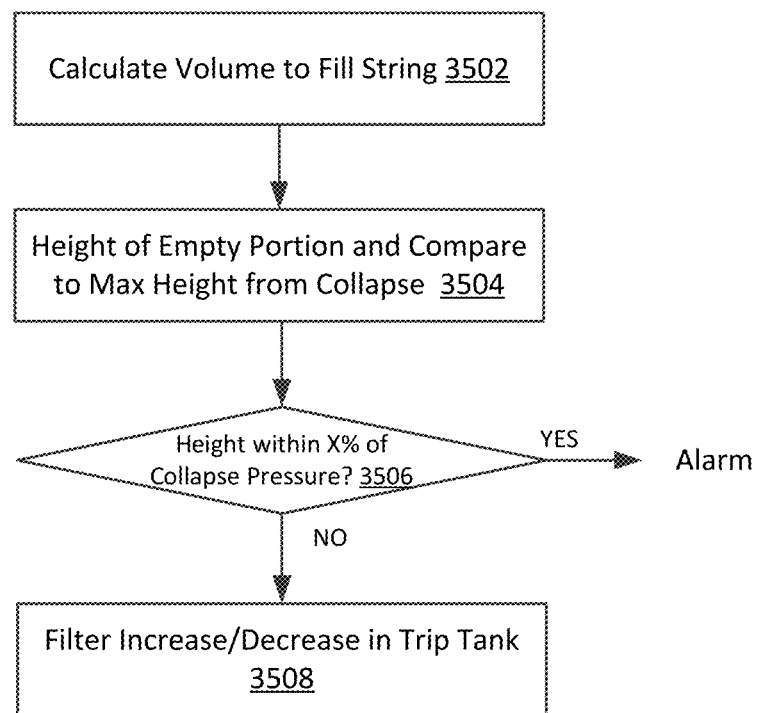 Calculate Volume to Fill String 3502
Height of Empty Portion and Compare
to Max Height from Collapse 3504
Height within X% of
Collapse Pressure? 3506
YES
Alarm
NO
Filter Increase/Decrease in Trip Tank
3508